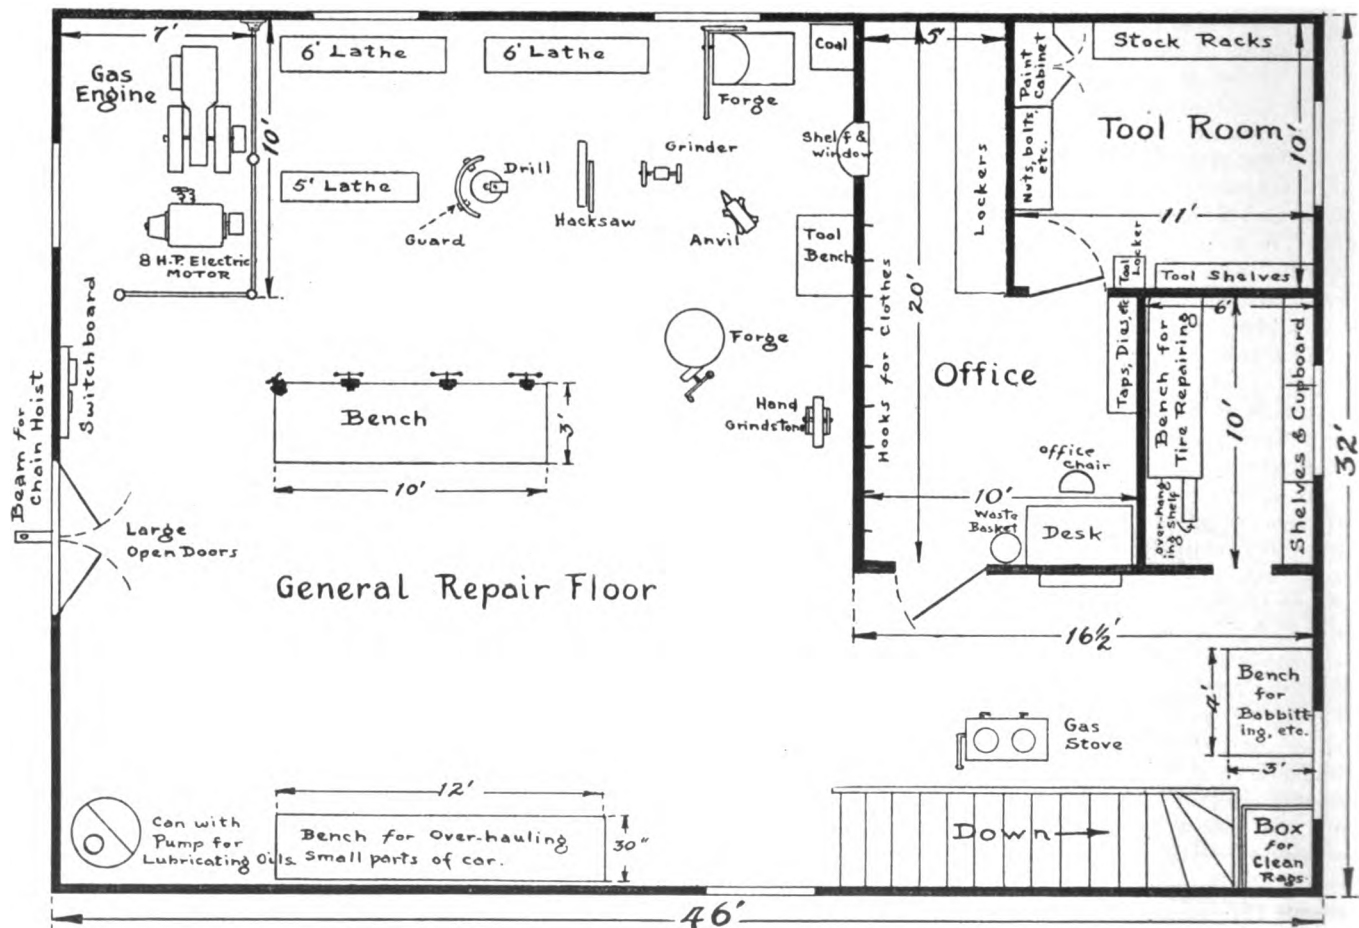 7'
Gas
Engine
10'
8 H.P. Electric
MOTOR
6' Lathe
6' Lathe
5' Lathe
Guard
Drill
Hacksaw
Grinder
Anvil
Forge
Coal
Shelf &
Window
Tool
Bench
Forge
Hand
Grindstone
Switchboard
Beam for
Chain Hoist
Large
Open Doors
Bench
3'
10'
General Repair Floor
5'
20'
Lockers
Hooks for Clothes
Office
10'
Office
Chair
Waste
Basket
Desk
Paint
Cabinet
Nuts, bolts,
etc.
Stock Racks
Tool Room
10'
11'
Tool
Locker
Tool Shelves
Taps, Dies, etc
6'
Bench for
Tire Repairing
10'
Over-hang
ing Shelf
Shelves & Cupboard
32'
16½'
Bench
for
Babbitt-
ing, etc.
4'
3'
Gas
Stove
Down
Box
for
Clean
Rags.
Can with
Pump for
Lubricating Oils.
12'
Bench for Over-hauling
Small parts of car.
30"
46'